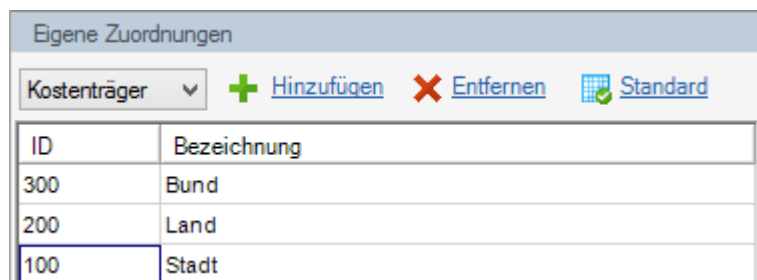 Eigene Zuordnungen
Kostenträger Hinzufügen Entfernen Standard
ID Bezeichnung
300 Bund
200 Land
100 Stadt